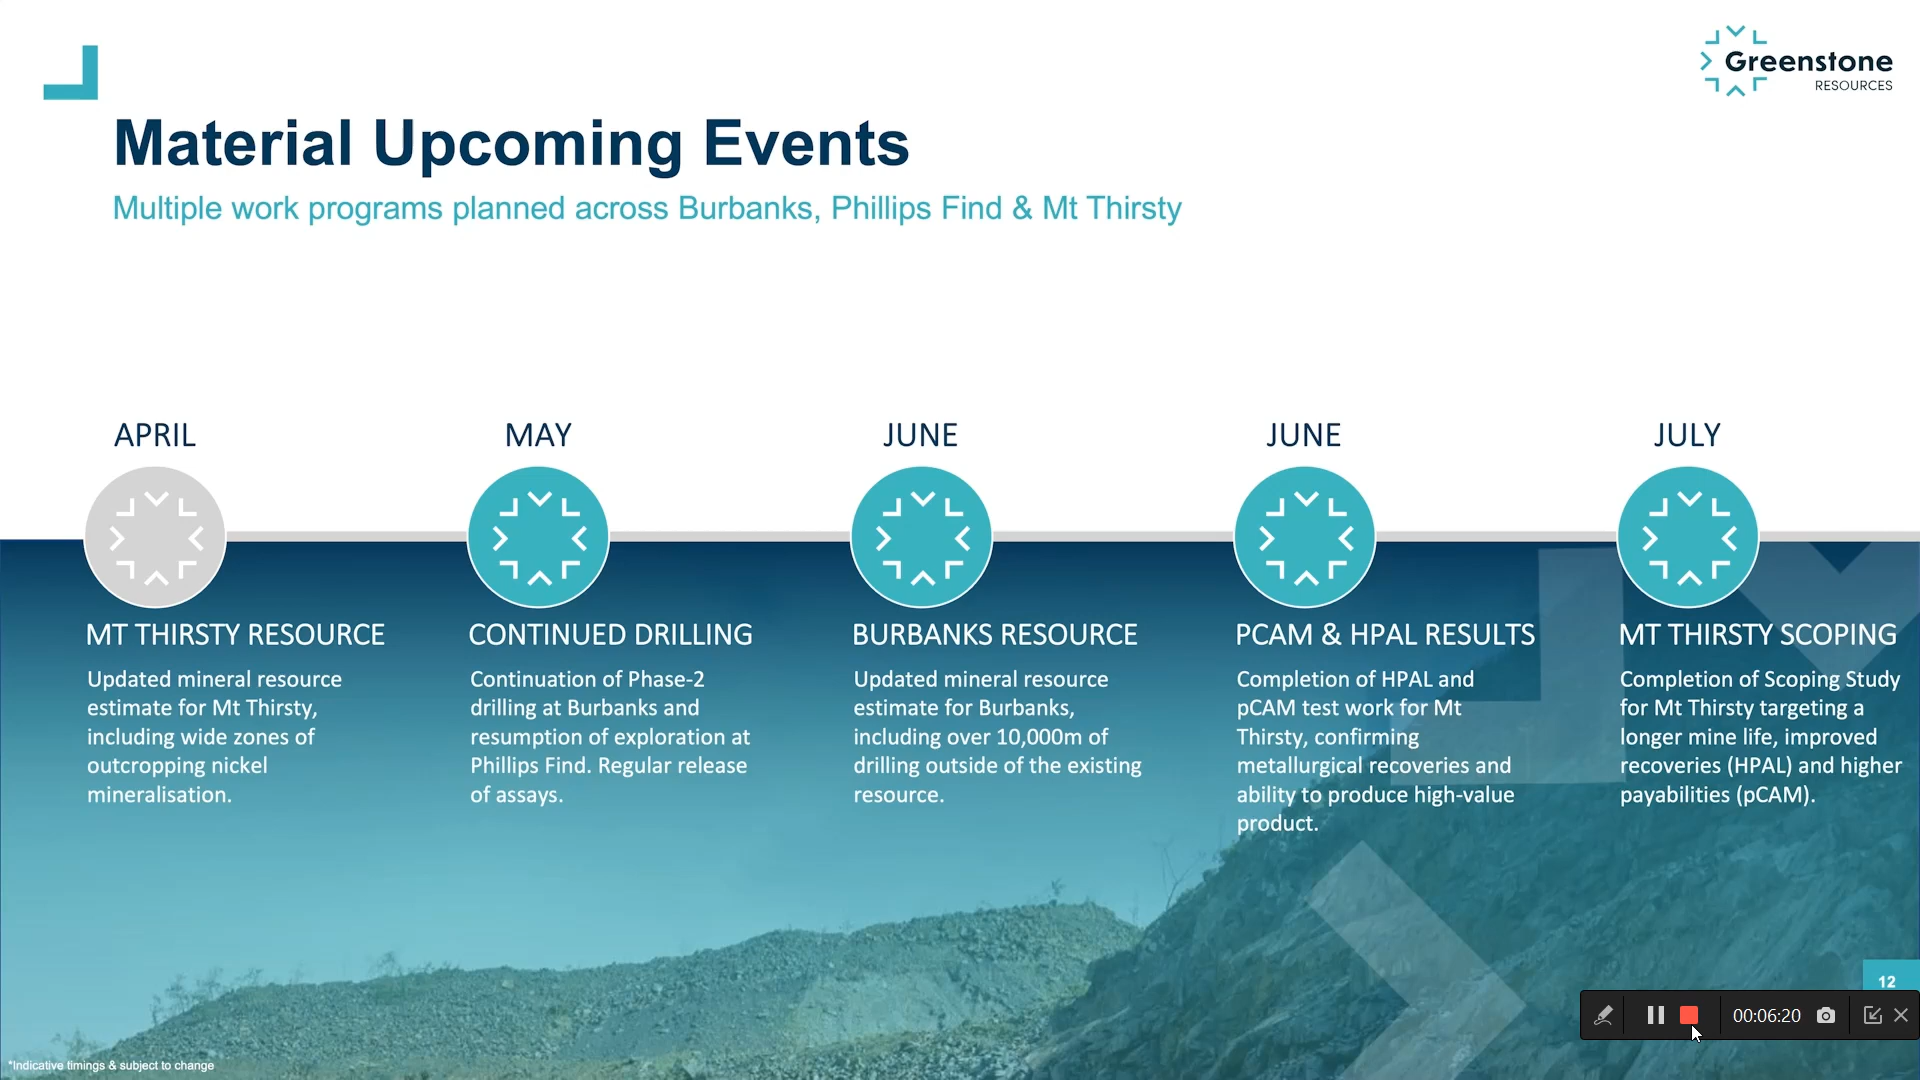 Greenstone
RESOURCES
Material Upcoming Events
Multiple work programs planned across Burbanks, Phillips Find & Mt Thirsty
APRIL
MAY
JUNE
JUNE
JULY
MT THIRSTY RESOURCE
Updated mineral resource
estimate for Mt Thirsty,
including wide zones of
outcropping nickel
mineralisation.
CONTINUED DRILLING
Continuation of Phase-2
drilling at Burbanks and
resumption of exploration at
Phillips Find. Regular release
of assays.
BURBANKS RESOURCE
Updated mineral resource
estimate for Burbanks,
including over 10,000m of
drilling outside of the existing
resource.
PCAM & HPAL RESULTS
Completion of HPAL and
pCAM test work for Mt
Thirsty, confirming
metallurgical recoveries and
ability to produce high-value
product.
MT THIRSTY SCOPING
Completion of Scoping Study
for Mt Thirsty targeting a
longer mine life, improved
recoveries (HPAL) and higher
payabilities (pCAM).
12
00:06:20
*Indicative timings & subject to change